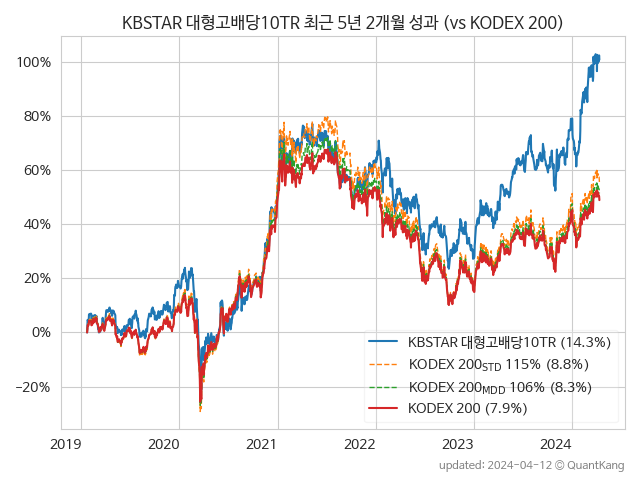 KBSTAR 대형고배당10TR 최근 5년 2개월 성과 (vs KODEX 200)
100%
80%
60%
40%
20%
0%
−20%
KBSTAR 대형고배당10TR (14.3%)
KODEX 200STD 115% (8.8%)
KODEX 200MDD 106% (8.3%)
KODEX 200 (7.9%)
2019 2020 2021 2022 2023 2024
updated: 2024-04-12 © QuantKang